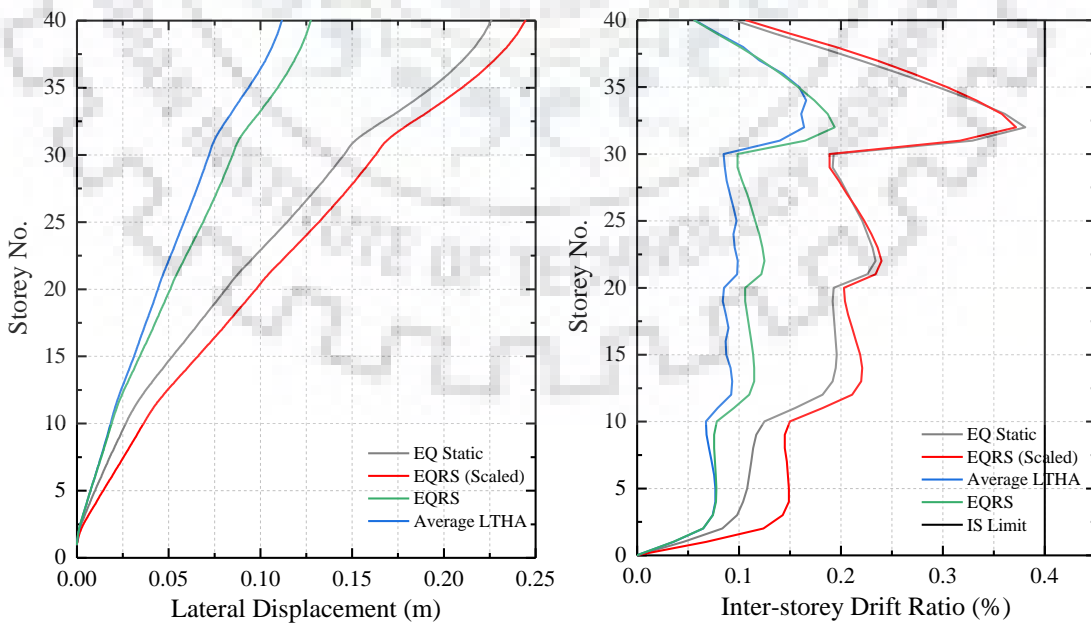 40
35
30
25
20
15
10
5
0
Storey No.
0.00
0.05
0.10
0.15
0.20
0.25
Lateral Displacement (m)
EQ Static
EQRS (Scaled)
EQRS
Average LTHA
40
35
30
25
20
15
10
5
0
Storey No.
0.0
0.1
0.2
0.3
0.4
Inter-storey Drift Ratio (%)
EQ Static
EQRS (Scaled)
Average LTHA
EQRS
IS Limit